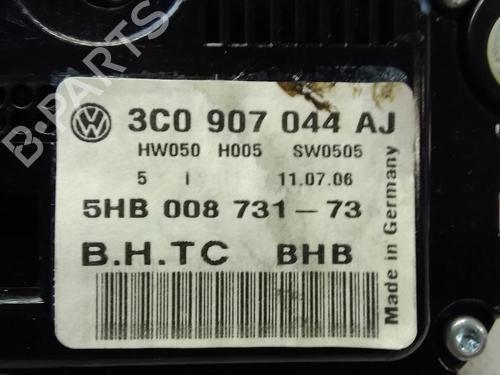 3C0 907 044 AJ
HW050 H005 SW0505
5 I 11.07.06
5HB 008 731-73
B.H.TC BHB
Made in Germany
B-PARTS